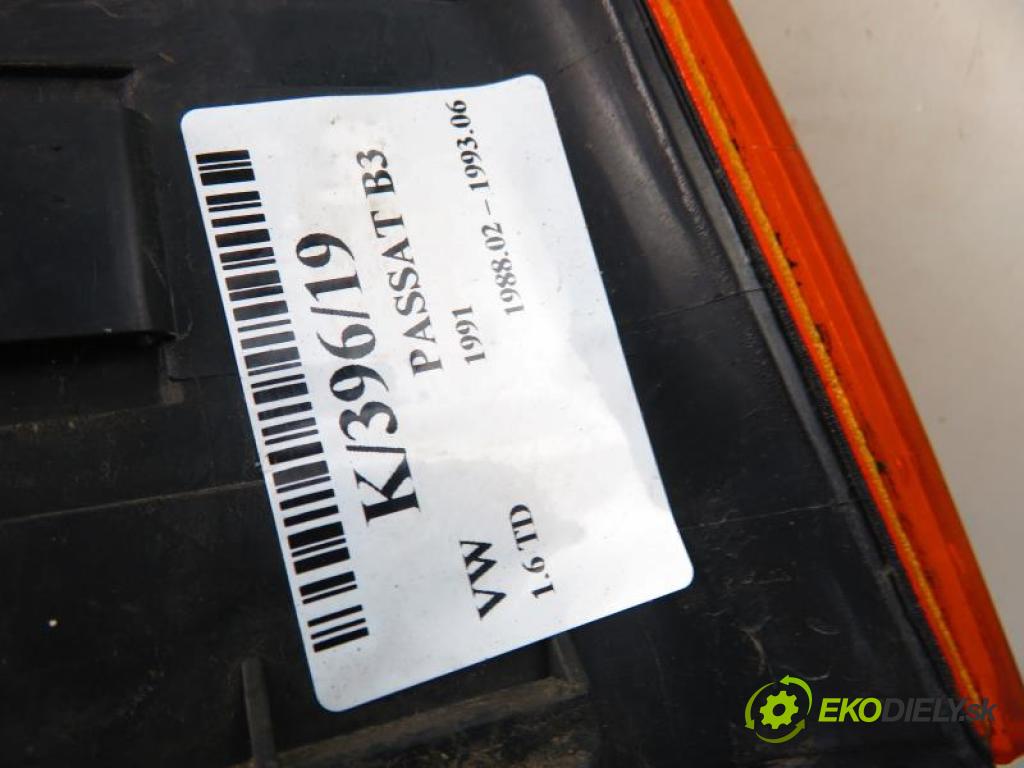 K/396/19
VW PASSAT B3
1.6 TD 1991
1988.02 – 1993.06
EKODIELY.sk